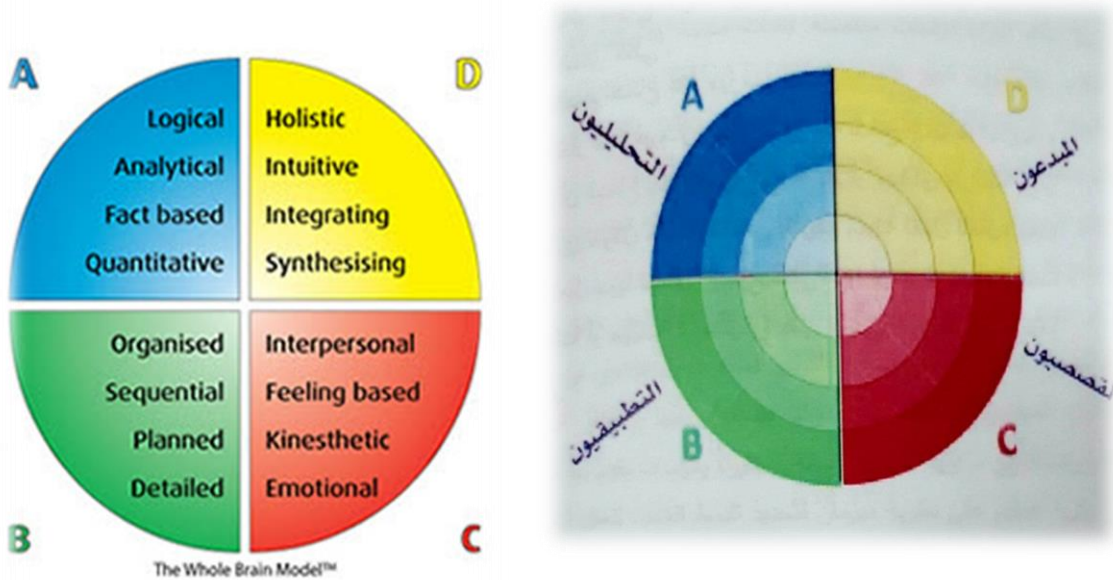 A
D
Logical
Analytical
Fact based
Quantitative
Holistic
Intuitive
Integrating
Synthesising
Organised
Sequential
Planned
Detailed
Interpersonal
Feeling based
Kinesthetic
Emotional
B
C
The Whole Brain Model™
A
D
التحليليون
المبدعون
التطبيقيون
لقصصيون
B
C